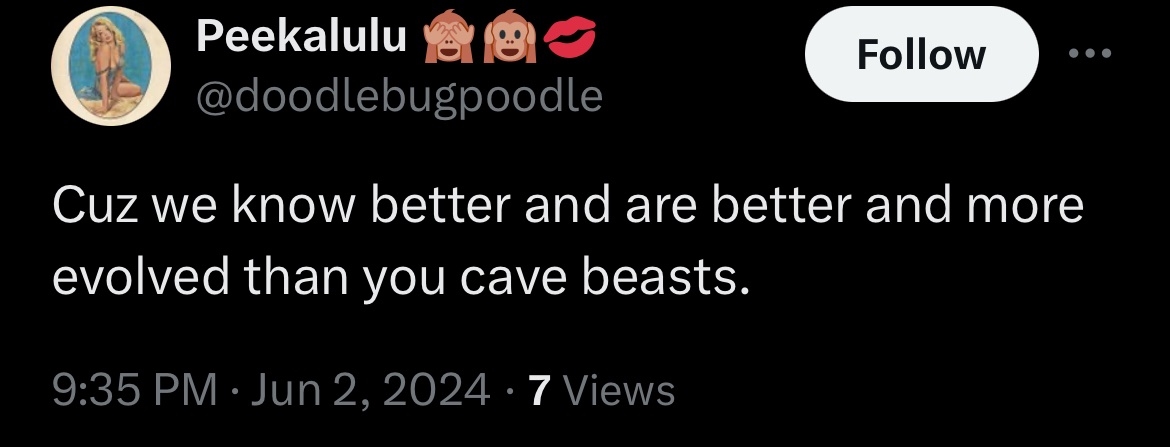 Peekalulu 🙈🙉💋
Follow
@doodlebugpoodle
Cuz we know better and are better and more
evolved than you cave beasts.
9:35 PM · Jun 2, 2024 · 7 Views